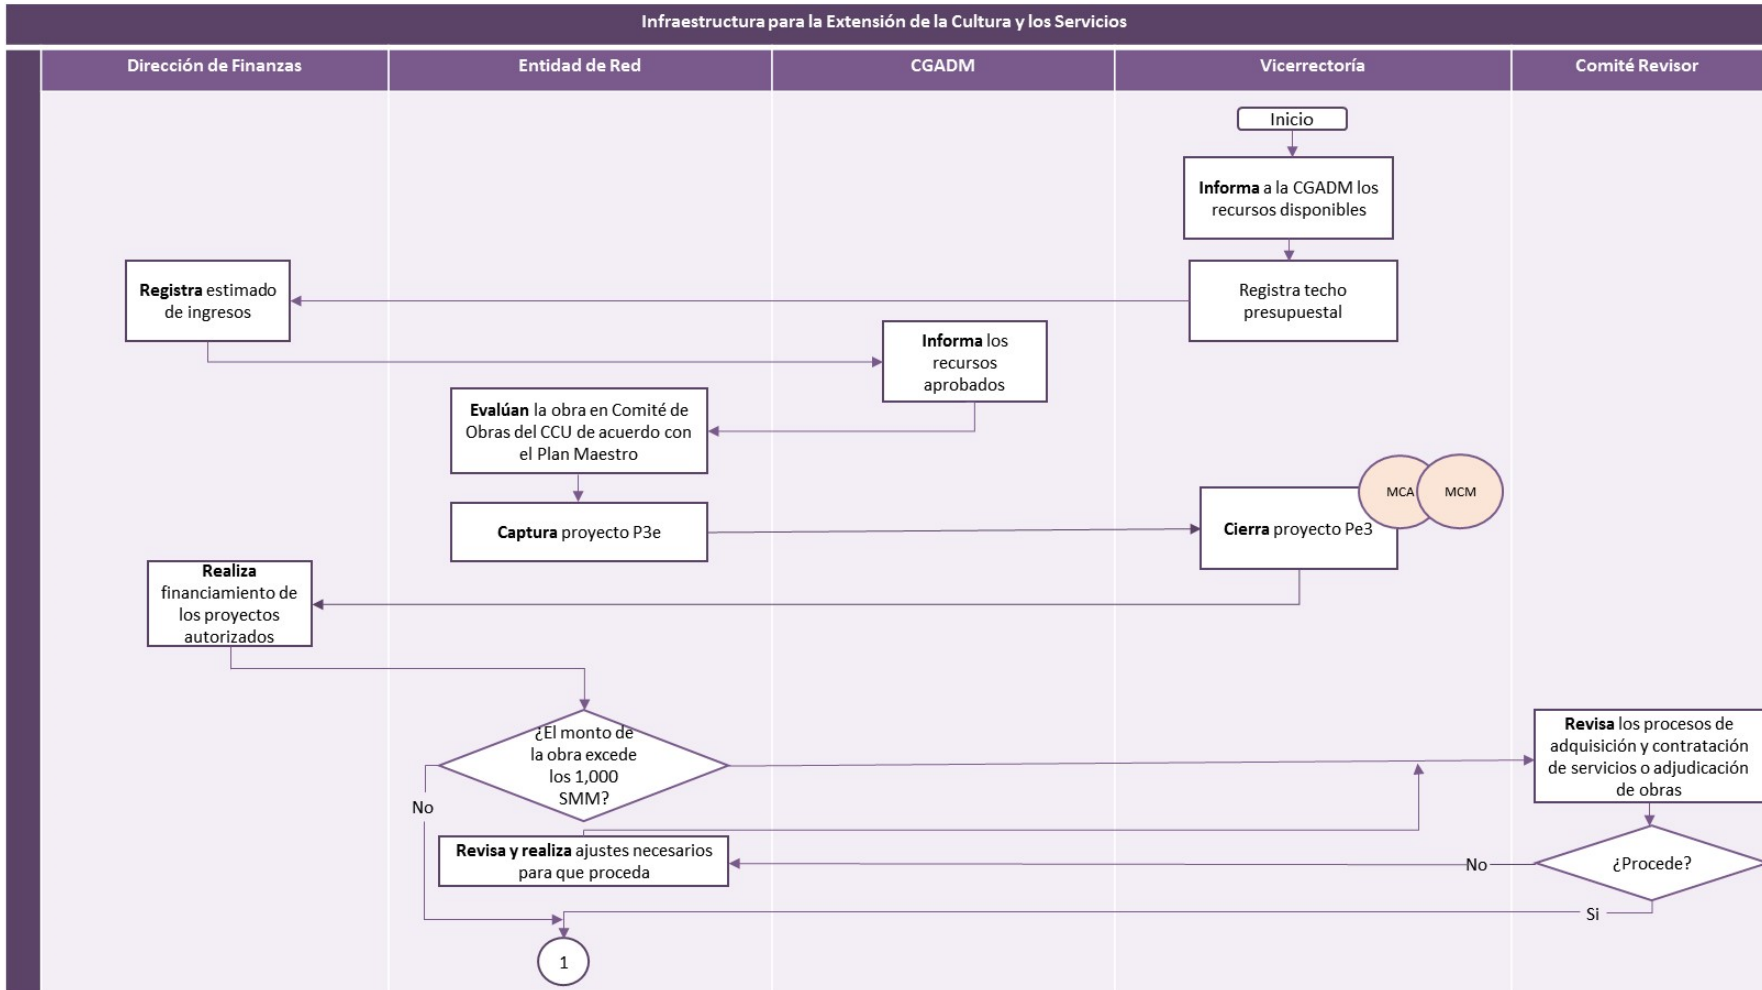 Infraestructura para la Extensión de la Cultura y los Servicios
Dirección de Finanzas
Entidad de Red
CGADM
Vicerrectoría
Comité Revisor
Inicio
Informa a la CGADM los
recursos disponibles
Registra techo
presupuestal
Registra estimado
de ingresos
Informa los
recursos
aprobados
Evalúan la obra en Comité de
Obras del CCU de acuerdo con
el Plan Maestro
Captura proyecto P3e
MCA
MCM
Cierra proyecto Pe3
Realiza
financiamiento de
los proyectos
autorizados
¿El monto de
la obra excede
los 1,000
SMM?
No
Revisa los procesos de
adquisición y contratación
de servicios o adjudicación
de obras
Revisa y realiza ajustes necesarios
para que proceda
No
¿Procede?
Si
1